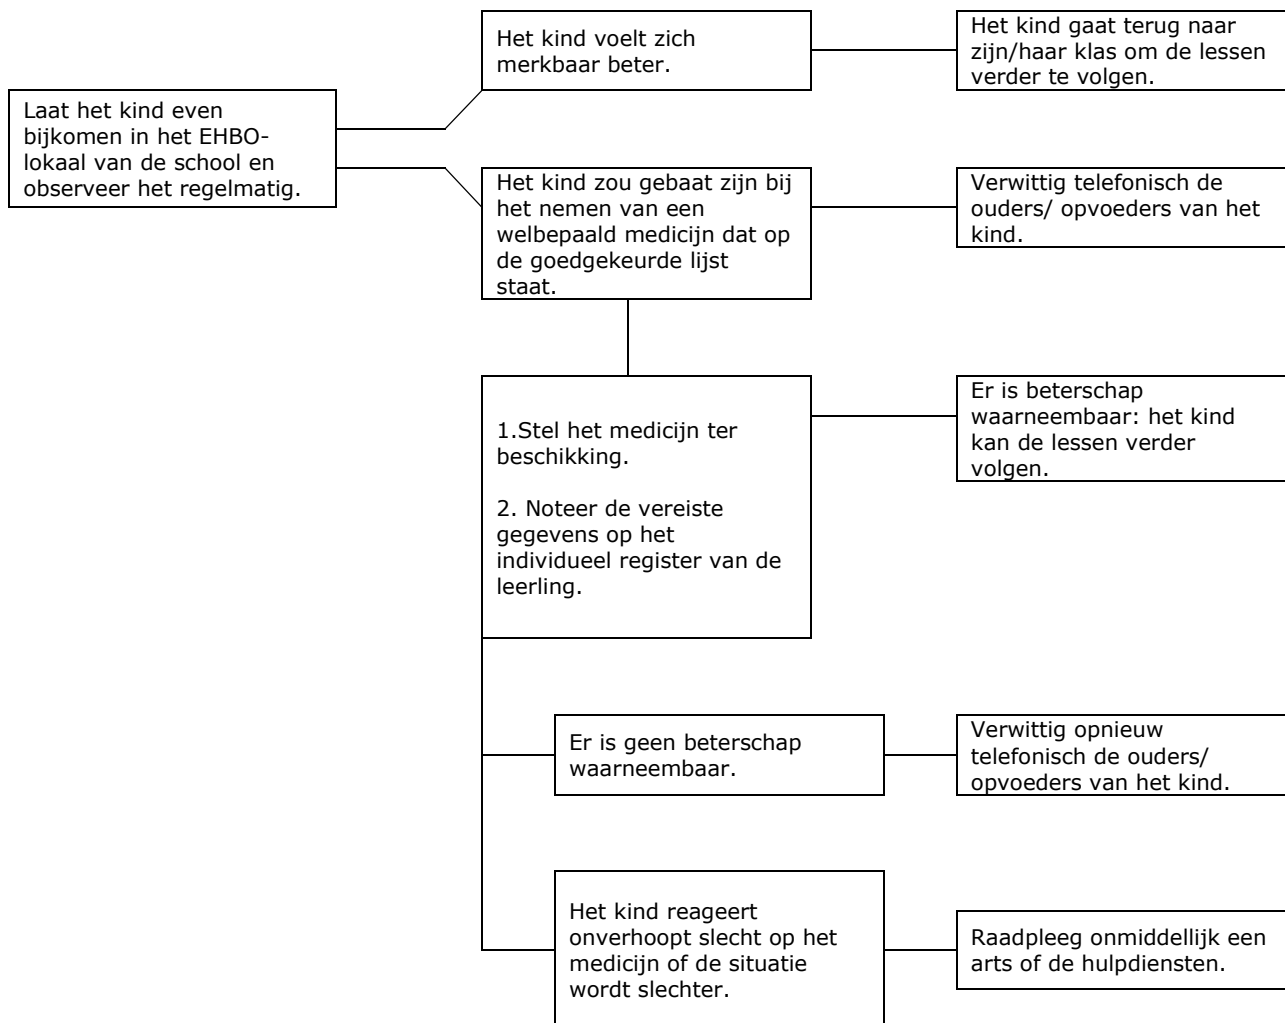 Het kind voelt zich
merkbaar beter.
Het kind gaat terug naar
zijn/haar klas om de lessen
verder te volgen.
Laat het kind even
bijkomen in het EHBO-
lokaal van de school en
observeer het regelmatig.
Het kind zou gebaat zijn bij
het nemen van een
welbepaald medicijn dat op
de goedgekeurde lijst
staat.
Verwittig telefonisch de
ouders/ opvoeders van het
kind.
1.Stel het medicijn ter
beschikking.
2. Noteer de vereiste
gegevens op het
individueel register van de
leerling.
Er is beterschap
waarneembaar: het kind
kan de lessen verder
volgen.
Er is geen beterschap
waarneembaar.
Verwittig opnieuw
telefonisch de ouders/
opvoeders van het kind.
Het kind reageert
onverhoopt slecht op het
medicijn of de situatie
wordt slechter.
Raadpleeg onmiddellijk een
arts of de hulpdiensten.